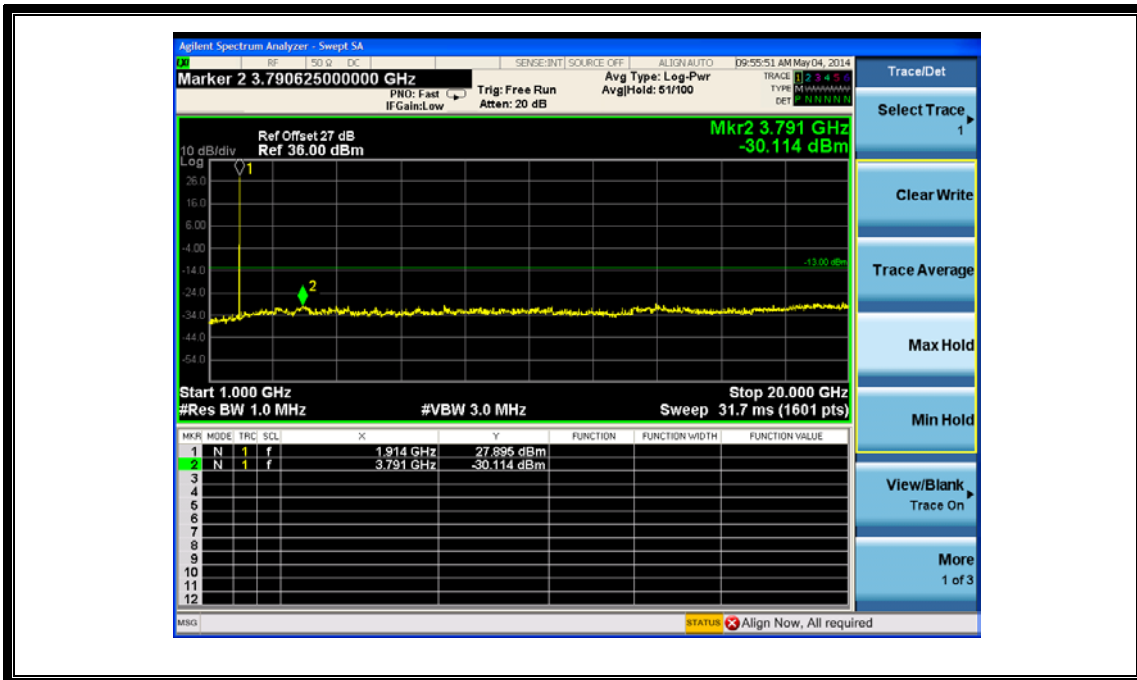 Agilent Spectrum Analyzer - Swept SA
RF 50 Ω DC SENSE:INT SOURCE OFF ALIGN AUTO 09:55:51 AM May 04, 2014
Marker 2 3.790625000000 GHz
PNO: Fast
IFGain:Low
Trig: Free Run
Atten: 20 dB
Avg Type: Log-Pwr
Avg|Hold: 51/100
TRACE 1 2 3 4 5 6
TYPE M
DET P N N N N N
Ref Offset 27 dB
10 dB/div Ref 36.00 dBm
Log
Mkr2 3.791 GHz
-30.114 dBm
1
26.0
16.0
6.00
-4.00
-13.00 dBm
-14.0
2
-24.0
-34.0
-44.0
-54.0
Start 1.000 GHz Stop 20.000 GHz
#Res BW 1.0 MHz #VBW 3.0 MHz Sweep 31.7 ms (1601 pts)
MKR MODE TRC SCL X Y FUNCTION FUNCTION WIDTH FUNCTION VALUE
1 N 1 f 1.914 GHz 27.895 dBm
2 N 1 f 3.791 GHz -30.114 dBm
3
4
5
6
7
8
9
10
11
12
MSG STATUS Align Now, All required
Trace/Det
Select Trace
1
Clear Write
Trace Average
Max Hold
Min Hold
View/Blank
Trace On
More
1 of 3